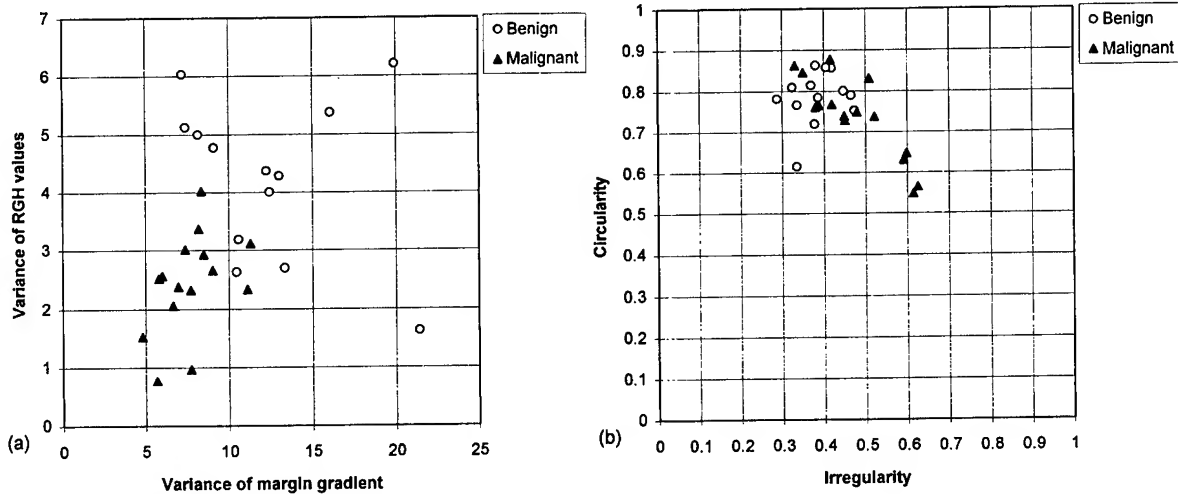 7
6
5
4
3
2
1
0
0 5 10 15 20 25
Variance of RGH values
Variance of margin gradient
(a)
Benign
Malignant
1
0.9
0.8
0.7
0.6
0.5
0.4
0.3
0.2
0.1
0
0 0.1 0.2 0.3 0.4 0.5 0.6 0.7 0.8 0.9 1
Circularity
Irregularity
(b)
Benign
Malignant